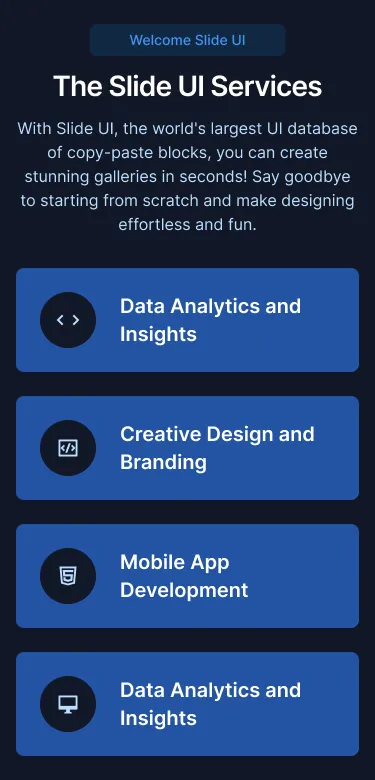 Welcome Slide UI
The Slide UI Services
With Slide UI, the world's largest UI database
of copy-paste blocks, you can create
stunning galleries in seconds! Say goodbye
to starting from scratch and make designing
effortless and fun.
Data Analytics and
Insights
Creative Design and
Branding
Mobile App
Development
Data Analytics and
Insights